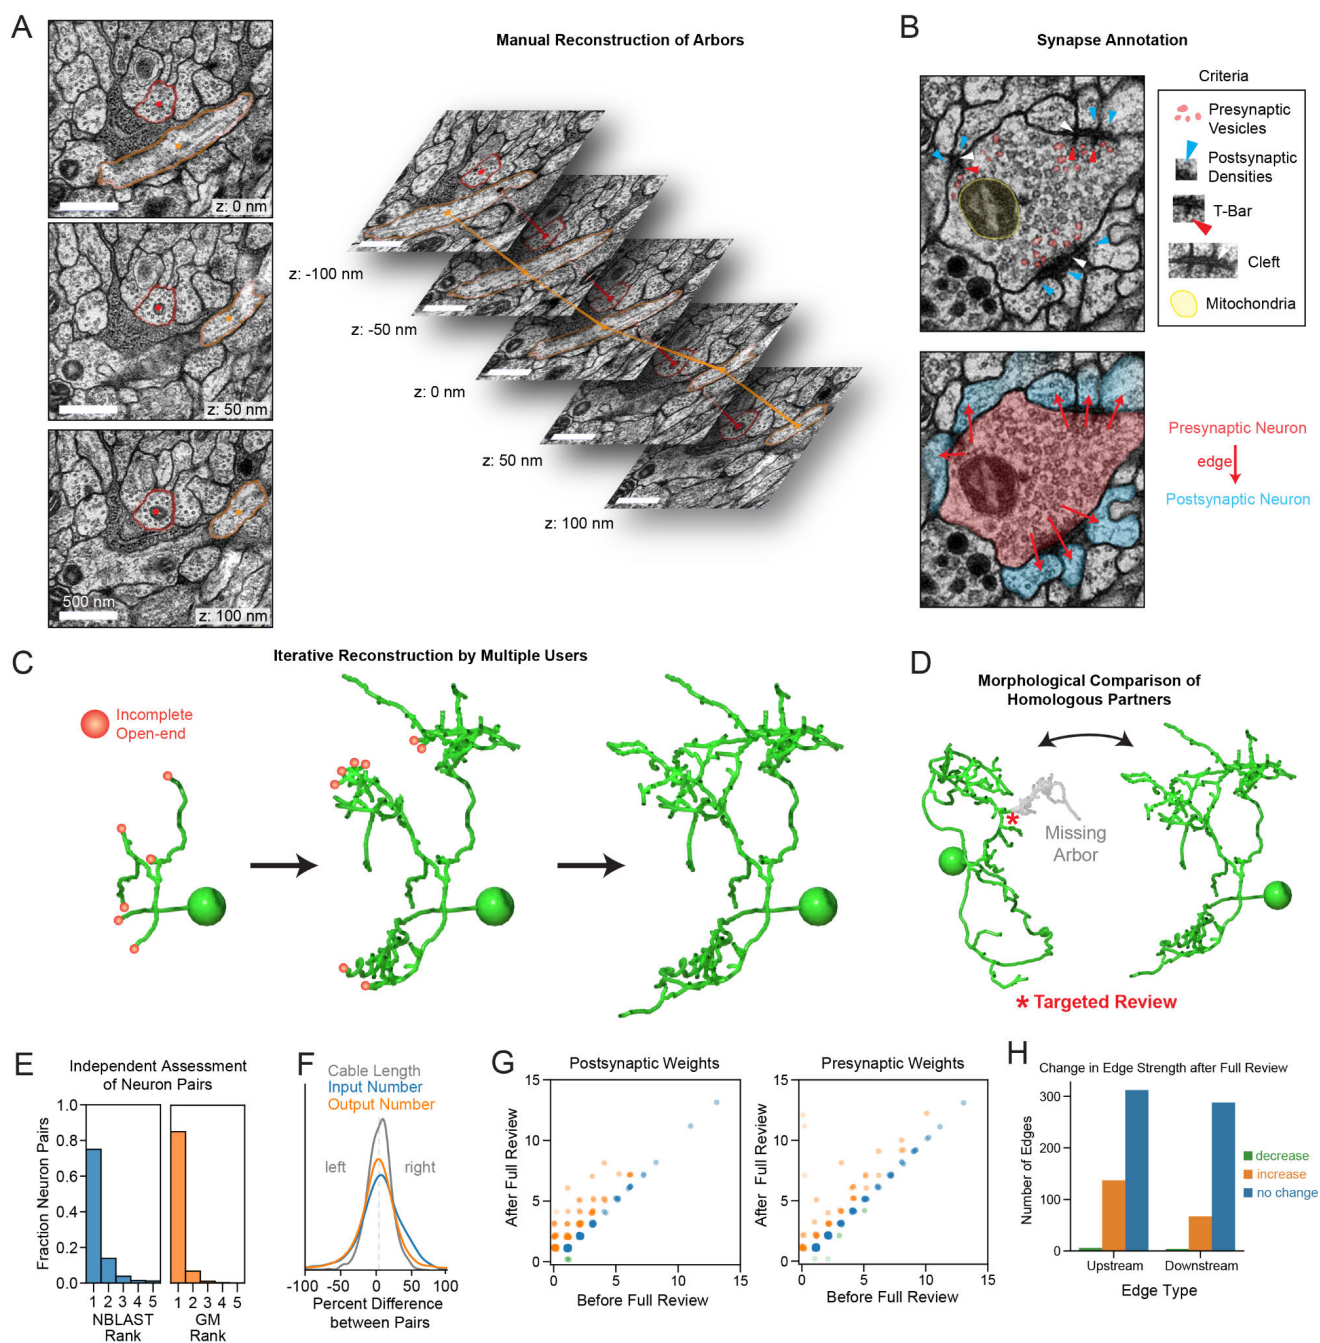 A
Manual Reconstruction of Arbors
z: 0 nm
z: 50 nm
500 nm
z: 100 nm
z: -100 nm
z: -50 nm
z: 0 nm
z: 50 nm
z: 100 nm
B
Synapse Annotation
Criteria
Presynaptic
Vesicles
Postsynaptic
Densities
T-Bar
Cleft
Mitochondria
Presynaptic Neuron
edge
Postsynaptic Neuron
C
Iterative Reconstruction by Multiple Users
Incomplete
Open-end
D
Morphological Comparison of
Homologous Partners
Missing
Arbor
*
* Targeted Review
E
Independent Assessment
of Neuron Pairs
Fraction Neuron Pairs
1.0
0.8
0.6
0.4
0.2
0.0
1 2 3 4 5
NBLAST
Rank
1 2 3 4 5
GM
Rank
F
Cable Length
Input Number
Output Number
left
right
-100 -50 0 50 100
Percent Difference
between Pairs
G
Postsynaptic Weights
After Full Review
15
10
5
0
0 5 10 15
Before Full Review
Presynaptic Weights
After Full Review
15
10
5
0
0 5 10 15
Before Full Review
H
Change in Edge Strength after Full Review
Number of Edges
300
200
100
0
decrease
increase
no change
Upstream Downstream
Edge Type